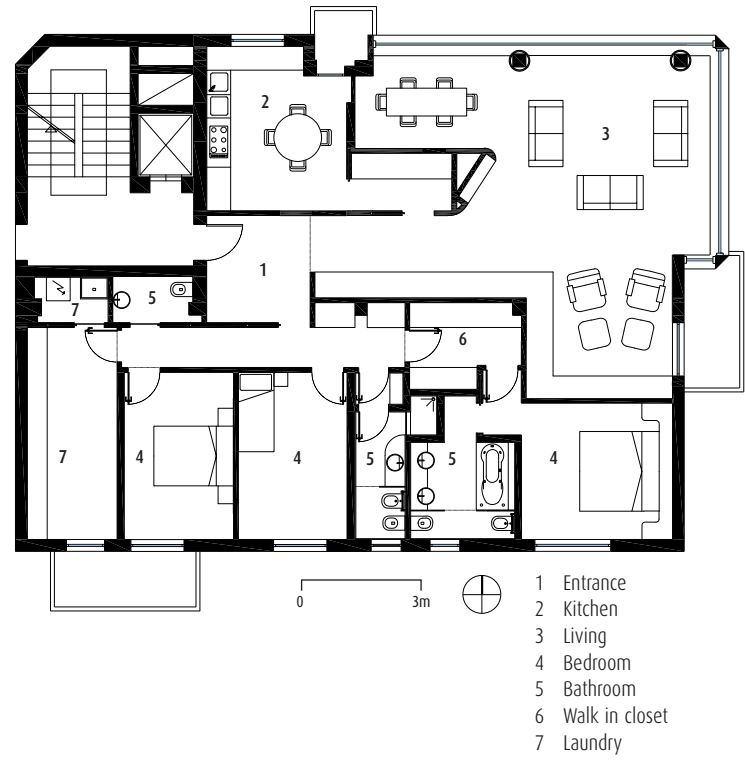 2
3
1
5
7
6
7
4
4
5
5
4
0 3m
1 Entrance
2 Kitchen
3 Living
4 Bedroom
5 Bathroom
6 Walk in closet
7 Laundry